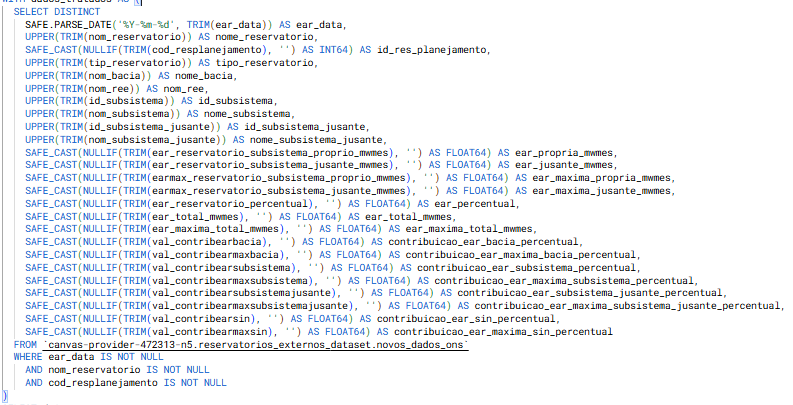 WITH dados_tratados AS (
SELECT DISTINCT
SAFE.PARSE_DATE('%Y-%m-%d', TRIM(ear_data)) AS ear_data,
UPPER(TRIM(nom_reservatorio)) AS nome_reservatorio,
SAFE_CAST(NULLIF(TRIM(cod_resplanejamento), '') AS INT64) AS id_res_planejamento,
UPPER(TRIM(tip_reservatorio)) AS tipo_reservatorio,
UPPER(TRIM(nom_bacia)) AS nome_bacia,
UPPER(TRIM(nom_ree)) AS nom_ree,
UPPER(TRIM(id_subsistema)) AS id_subsistema,
UPPER(TRIM(nom_subsistema)) AS nome_subsistema,
UPPER(TRIM(id_subsistema_jusante)) AS id_subsistema_jusante,
UPPER(TRIM(nom_subsistema_jusante)) AS nome_subsistema_jusante,
SAFE_CAST(NULLIF(TRIM(ear_reservatorio_subsistema_proprio_mwmes), '') AS FLOAT64) AS ear_propria_mwmes,
SAFE_CAST(NULLIF(TRIM(ear_reservatorio_subsistema_jusante_mwmes), '') AS FLOAT64) AS ear_jusante_mwmes,
SAFE_CAST(NULLIF(TRIM(earmax_reservatorio_subsistema_proprio_mwmes), '') AS FLOAT64) AS ear_maxima_propria_mwmes,
SAFE_CAST(NULLIF(TRIM(earmax_reservatorio_subsistema_jusante_mwmes), '') AS FLOAT64) AS ear_maxima_jusante_mwmes,
SAFE_CAST(NULLIF(TRIM(ear_reservatorio_percentual), '') AS FLOAT64) AS ear_percentual,
SAFE_CAST(NULLIF(TRIM(ear_total_mwmes), '') AS FLOAT64) AS ear_total_mwmes,
SAFE_CAST(NULLIF(TRIM(ear_maxima_total_mwmes), '') AS FLOAT64) AS ear_maxima_total_mwmes,
SAFE_CAST(NULLIF(TRIM(val_contribearbacia), '') AS FLOAT64) AS contribuicao_ear_bacia_percentual,
SAFE_CAST(NULLIF(TRIM(val_contribearmaxbacia), '') AS FLOAT64) AS contribuicao_ear_maxima_bacia_percentual,
SAFE_CAST(NULLIF(TRIM(val_contribearsubsistema), '') AS FLOAT64) AS contribuicao_ear_subsistema_percentual,
SAFE_CAST(NULLIF(TRIM(val_contribearmaxsubsistema), '') AS FLOAT64) AS contribuicao_ear_maxima_subsistema_percentual,
SAFE_CAST(NULLIF(TRIM(val_contribearsubsistemajusante), '') AS FLOAT64) AS contribuicao_ear_subsistema_jusante_percentual,
SAFE_CAST(NULLIF(TRIM(val_contribearmaxsubsistemajusante), '') AS FLOAT64) AS contribuicao_ear_maxima_subsistema_jusante_percentual,
SAFE_CAST(NULLIF(TRIM(val_contribearsin), '') AS FLOAT64) AS contribuicao_ear_sin_percentual,
SAFE_CAST(NULLIF(TRIM(val_contribearmaxsin), '') AS FLOAT64) AS contribuicao_ear_maxima_sin_percentual
FROM `canvas-provider-472313-n5.reservatorios_externos_dataset.novos_dados_ons`
WHERE ear_data IS NOT NULL
AND nom_reservatorio IS NOT NULL
AND cod_resplanejamento IS NOT NULL
)